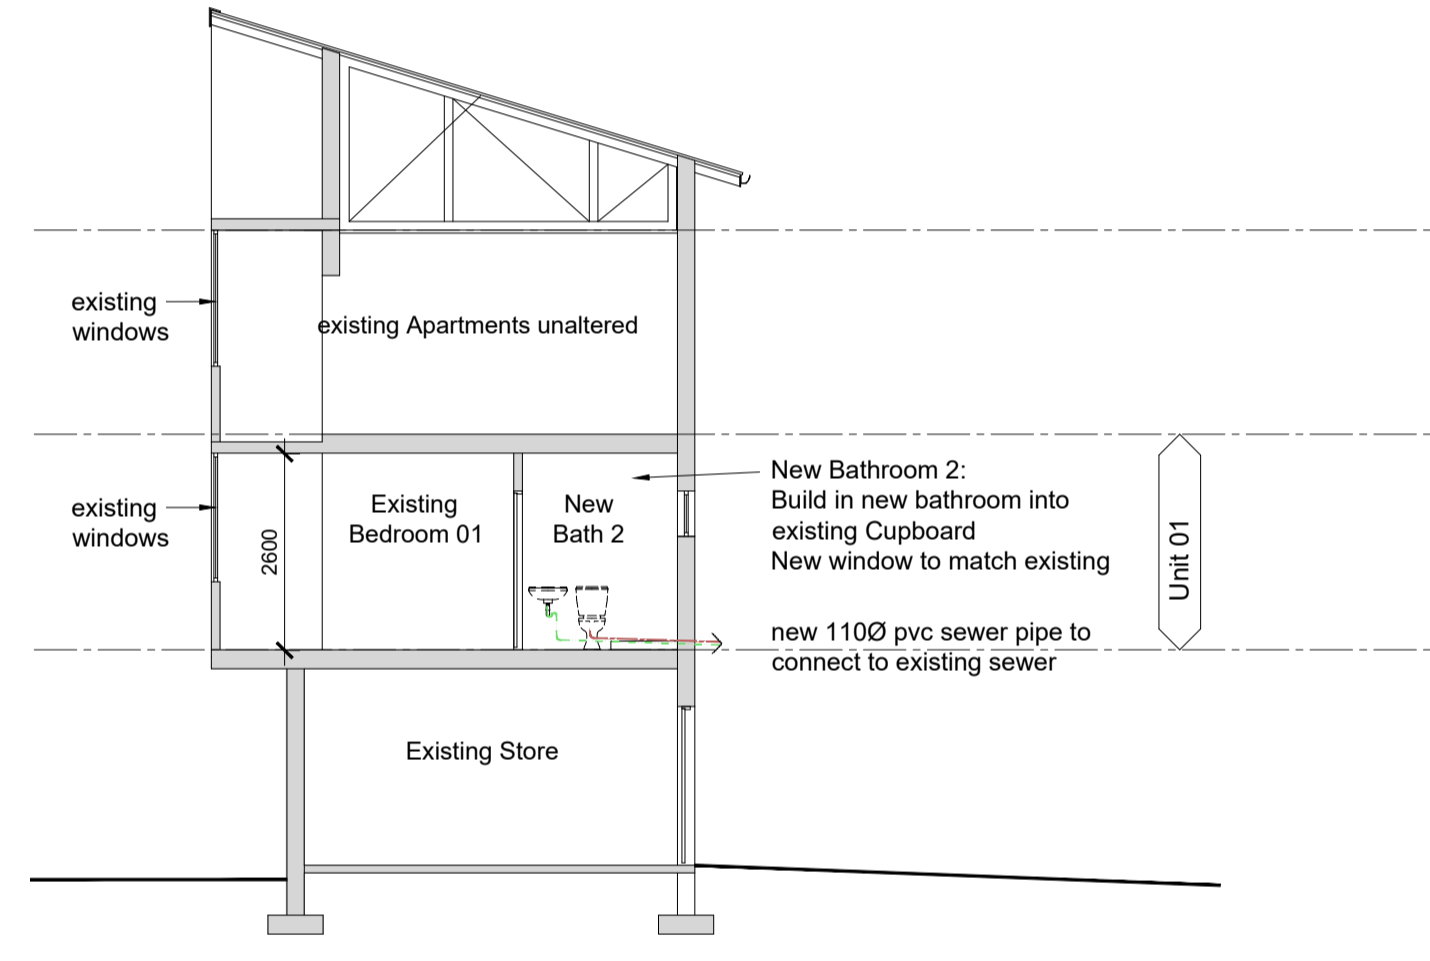 existing
windows
existing Apartments unaltered
existing
windows
2600
Existing
Bedroom 01
New
Bath 2
New Bathroom 2:
Build in new bathroom into
existing Cupboard
New window to match existing
new 110Ø pvc sewer pipe to
connect to existing sewer
Unit 01
Existing Store